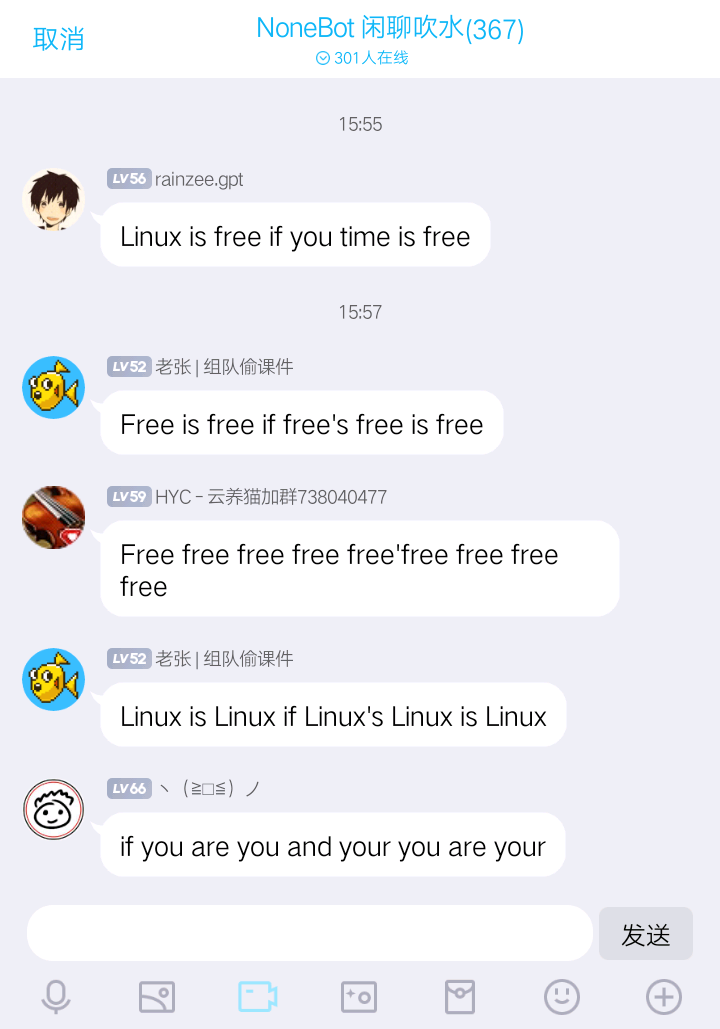 取消
NoneBot 闲聊吹水(367)
301人在线
15:55
LV56 rainzee.gpt
Linux is free if you time is free
15:57
LV52 老张 | 组队偷课件
Free is free if free's free is free
LV59 HYC - 云养猫加群738040477
Free free free free free'free free free
free
LV52 老张 | 组队偷课件
Linux is Linux if Linux's Linux is Linux
LV66 ヽ（≧□≦）ノ
if you are you and your you are your
发送